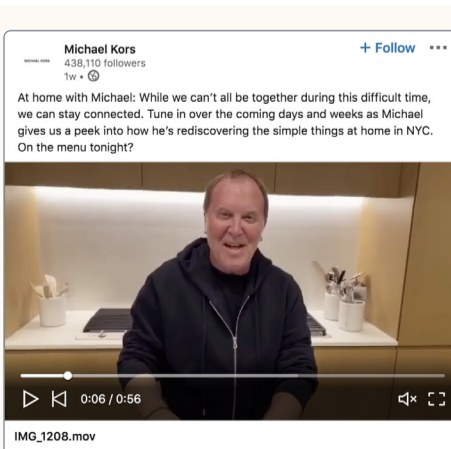 Michael Kors
+ Follow
438,110 followers
1w •
At home with Michael: While we can’t all be together during this difficult time,
we can stay connected. Tune in over the coming days and weeks as Michael
gives us a peek into how he’s rediscovering the simple things at home in NYC.
On the menu tonight?
0:06 / 0:56
IMG_1208.mov